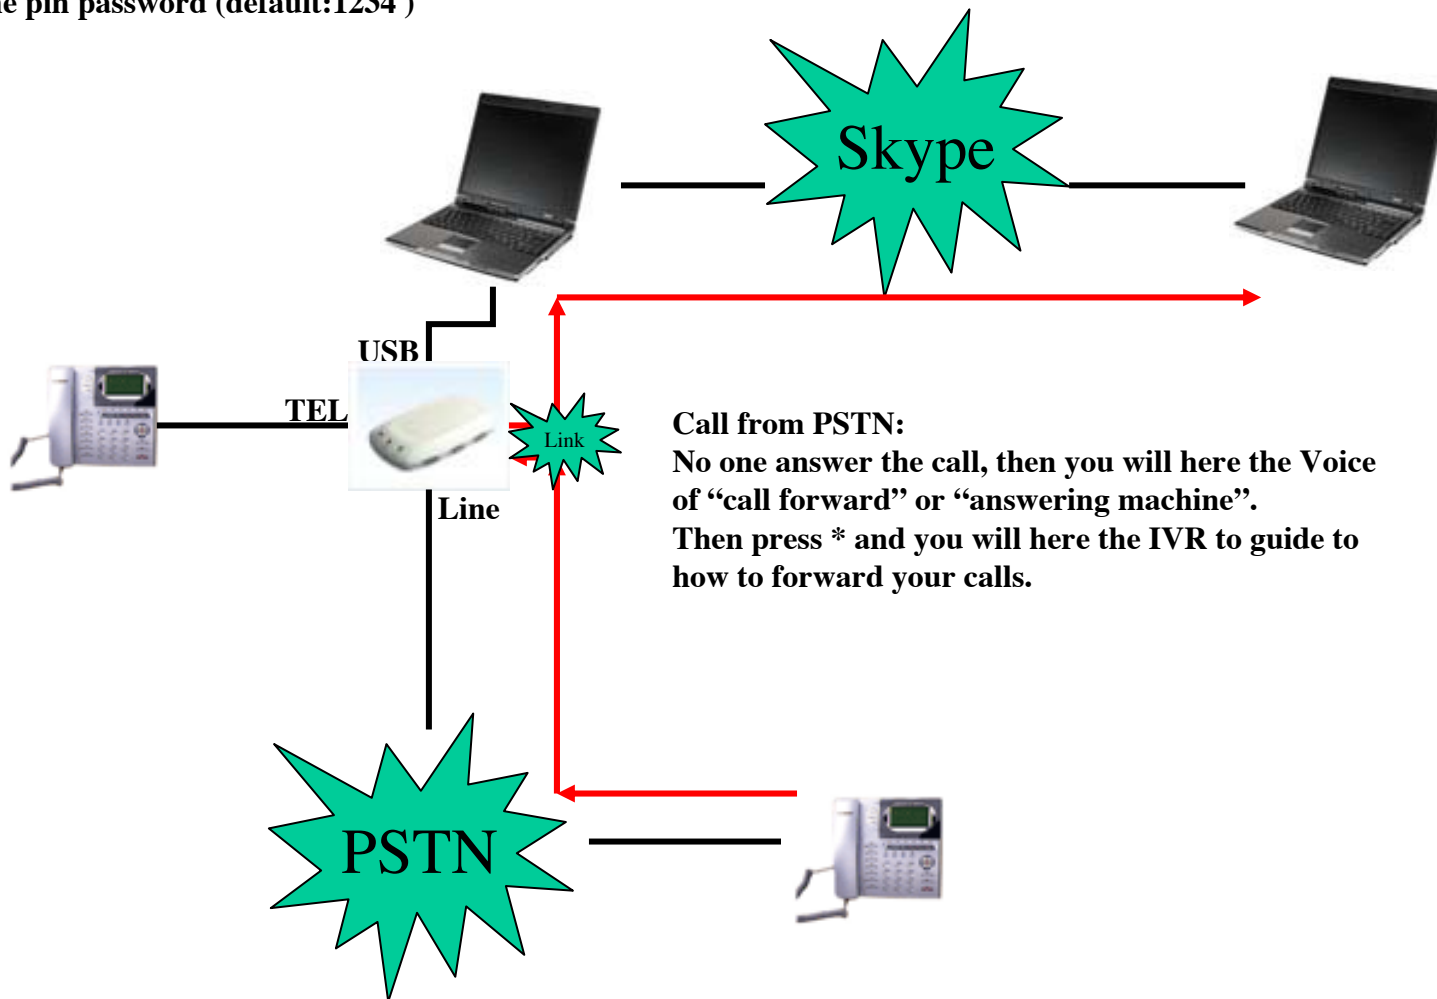 pin password (default:1234 )
Skype
USB
TEL
Link
Line
Call from PSTN:
No one answer the call, then you will here the Voice
of “call forward” or “answering machine”.
Then press * and you will here the IVR to guide to
how to forward your calls.
PSTN